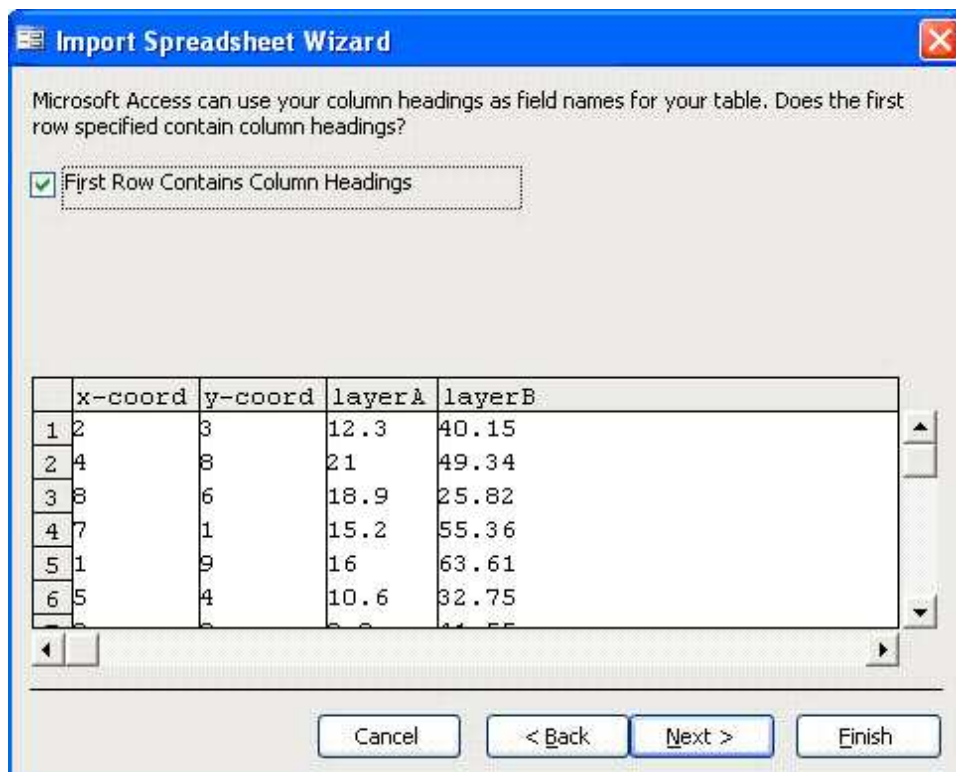 Import Spreadsheet Wizard
Microsoft Access can use your column headings as field names for your table. Does the first
row specified contain column headings?
First Row Contains Column Headings
x-coord y-coord layerA layerB
1 2 3 12.3 40.15
2 4 8 21 49.34
3 8 6 18.9 25.82
4 7 1 15.2 55.36
5 1 9 16 63.61
6 5 4 10.6 32.75
Cancel < Back Next > Finish